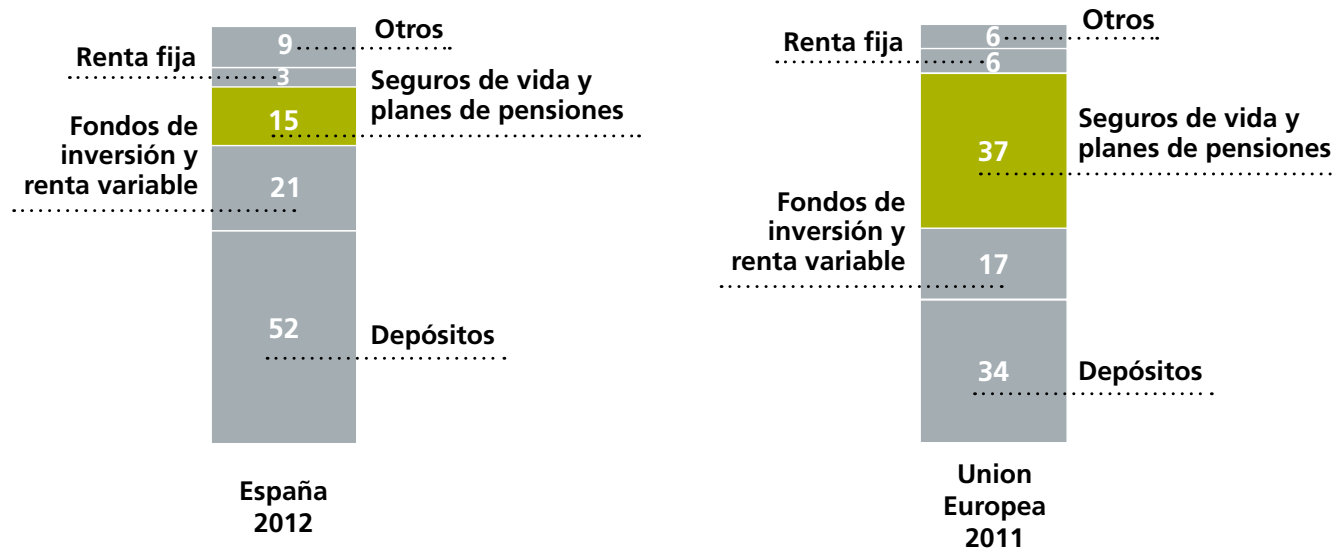 Otros
9
Renta fija
3
Seguros de vida y
planes de pensiones
15
Fondos de
inversión y
renta variable
21
52
Depósitos
España
2012
Otros
6
Renta fija
6
Seguros de vida y
planes de pensiones
37
Fondos de
inversión y
renta variable
17
34
Depósitos
Union
Europea
2011